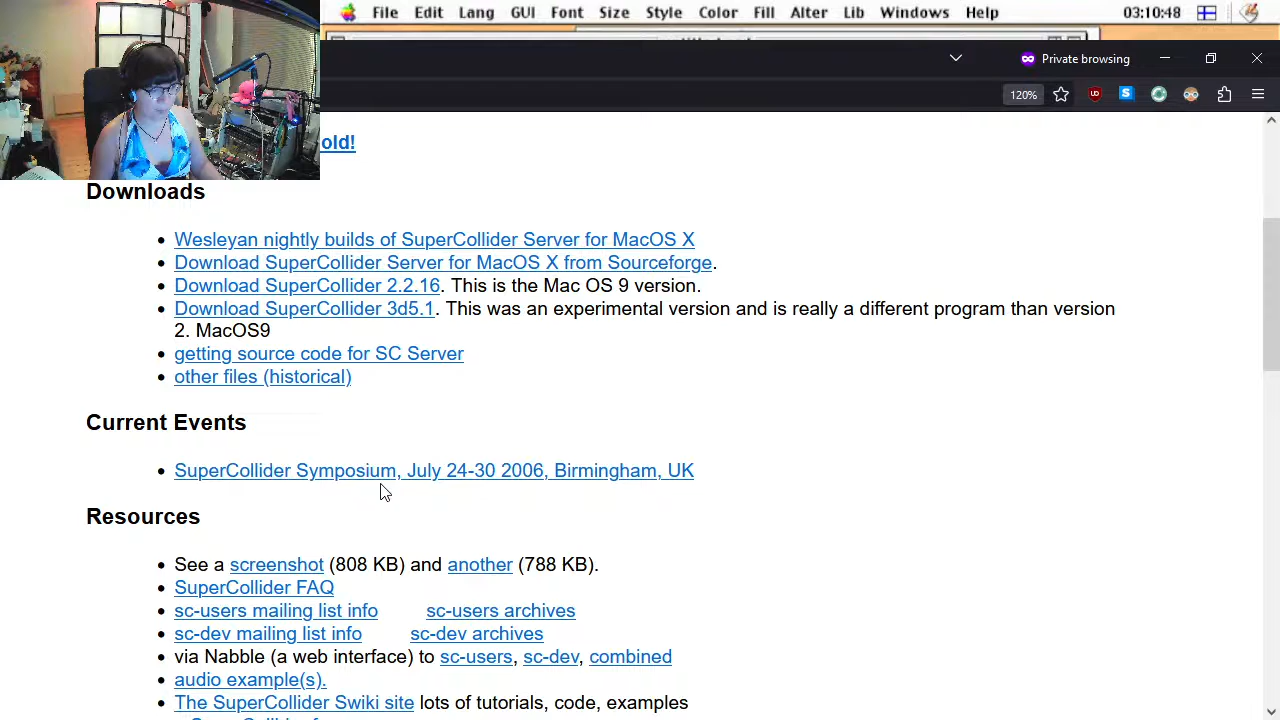 File Edit Lang GUI Font Size Style Color Fill Alter Lib Windows Help 03:10:48
Private browsing
120%
old!
Downloads
Wesleyan nightly builds of SuperCollider Server for MacOS X
Download SuperCollider Server for MacOS X from Sourceforge.
Download SuperCollider 2.2.16. This is the Mac OS 9 version.
Download SuperCollider 3d5.1. This was an experimental version and is really a different program than version
2. MacOS9
getting source code for SC Server
other files (historical)
Current Events
SuperCollider Symposium, July 24-30 2006, Birmingham, UK
Resources
See a screenshot (808 KB) and another (788 KB).
SuperCollider FAQ
sc-users mailing list info sc-users archives
sc-dev mailing list info sc-dev archives
via Nabble (a web interface) to sc-users, sc-dev, combined
audio example(s).
The SuperCollider Swiki site lots of tutorials, code, examples